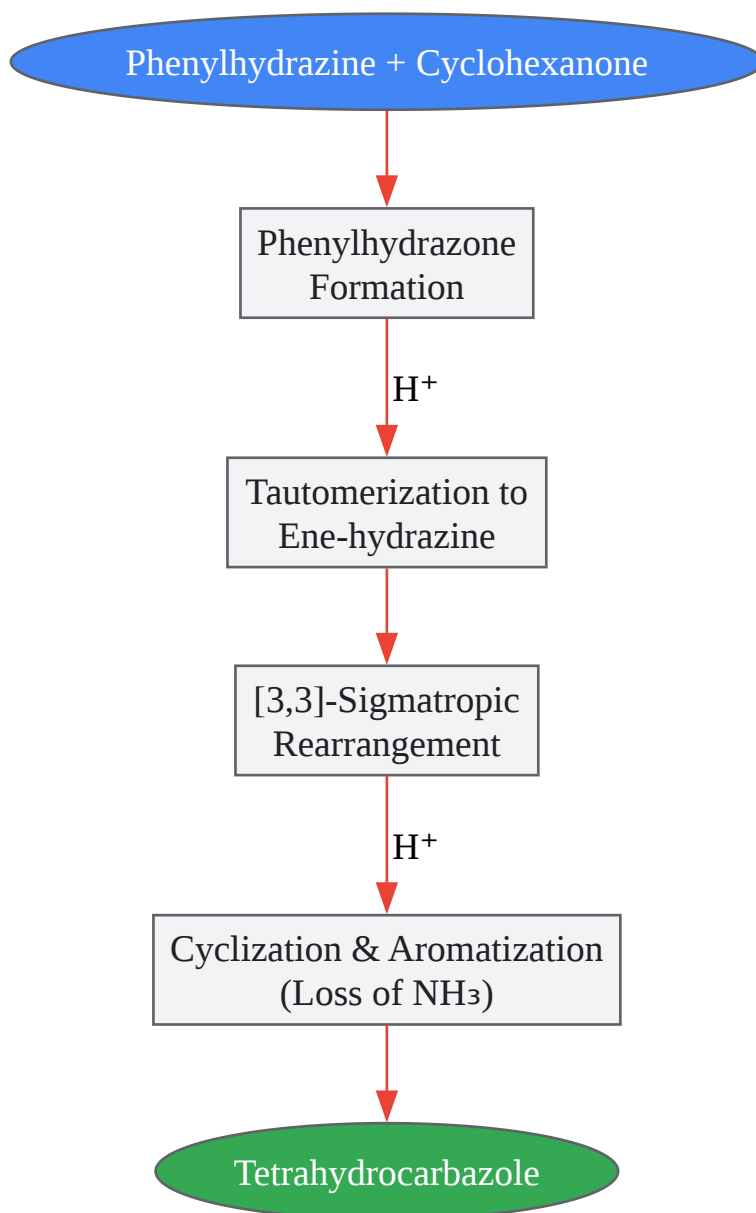 Phenylhydrazine + Cyclohexanone
Phenylhydrazone
Formation
H⁺
Tautomerization to
Ene-hydrazine
[3,3]-Sigmatropic
Rearrangement
H⁺
Cyclization & Aromatization
(Loss of NH₃)
Tetrahydrocarbazole